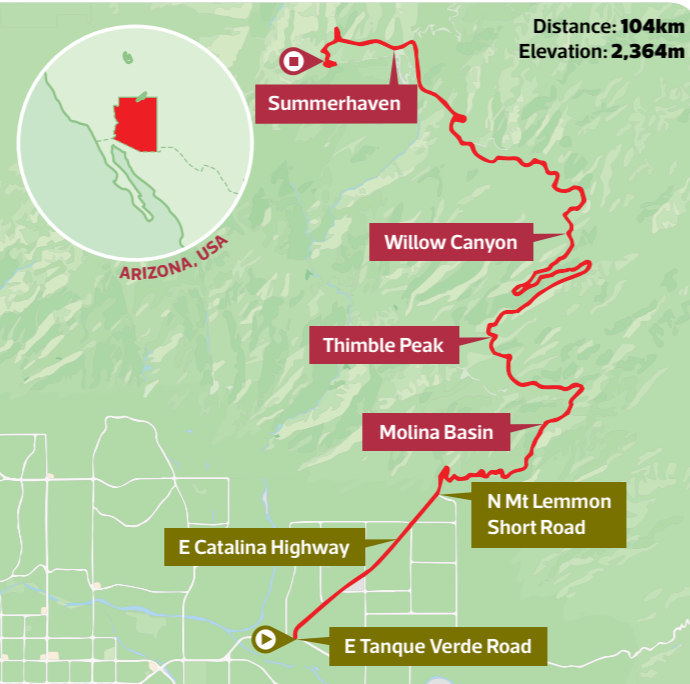 Distance: 104km
Elevation: 2,364m
Summerhaven
ARIZONA, USA
Willow Canyon
Thimble Peak
Molina Basin
N Mt Lemmon
Short Road
E Catalina Highway
E Tanque Verde Road